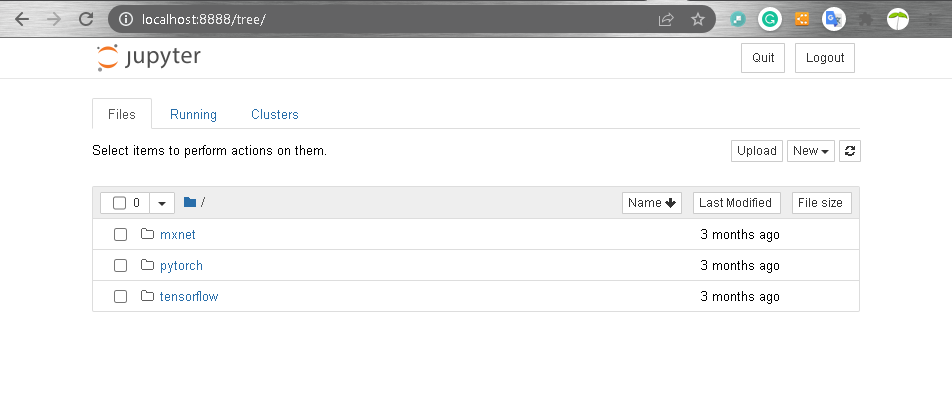 localhost:8888/tree/
jupyter
Quit
Logout
Files
Running
Clusters
Select items to perform actions on them.
Upload
New
0
/
Name
Last Modified
File size
mxnet
3 months ago
pytorch
3 months ago
tensorflow
3 months ago